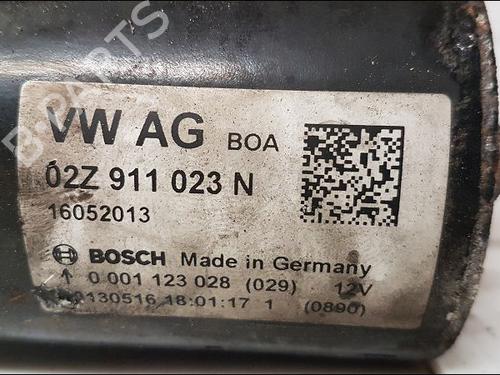 VW AG BOA
02Z 911 023 N
16052013
BOSCH Made in Germany
0 001 123 028 (029) 12V
130516 18:01:17 1 (0890)
B-PARTS